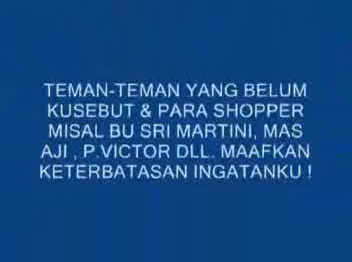 TEMAN-TEMAN YANG BELUM
KUSEBUT & PARA SHOPPER
MISAL BU SRI MARTINI, MAS
AJI , P.VICTOR DLL. MAAFKAN
KETERBATASAN INGATANKU !